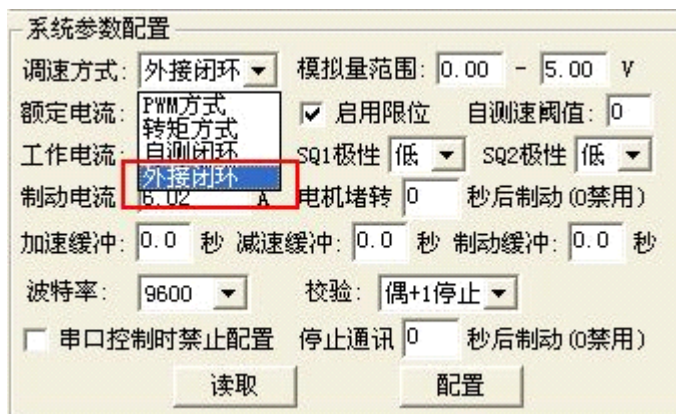 系统参数配置
调速方式: 外接闭环 模拟量范围: 0.00 - 5.00 V
额定电流: PWM方式 启用限位 自测速阈值: 0
转矩方式
工作电流: 自测闭环 SQ1极性 低 SQ2极性 低
外接闭环
制动电流 6.02 A 电机堵转 0 秒后制动(0禁用)
加速缓冲: 0.0 秒 减速缓冲: 0.0 秒 制动缓冲: 0.0 秒
波特率: 9600 校验: 偶+1停止
串口控制时禁止配置 停止通讯 0 秒后制动(0禁用)
读取 配置